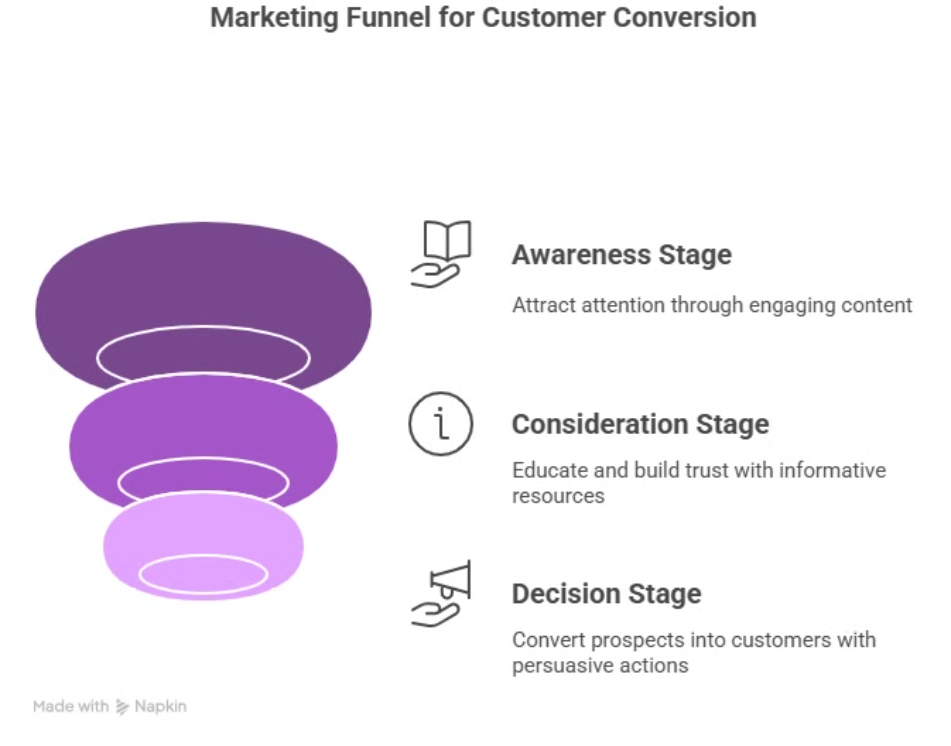 Marketing Funnel for Customer Conversion
Awareness Stage
Attract attention through engaging content
i
Consideration Stage
Educate and build trust with informative
resources
Decision Stage
Convert prospects into customers with
persuasive actions
Made with Napkin